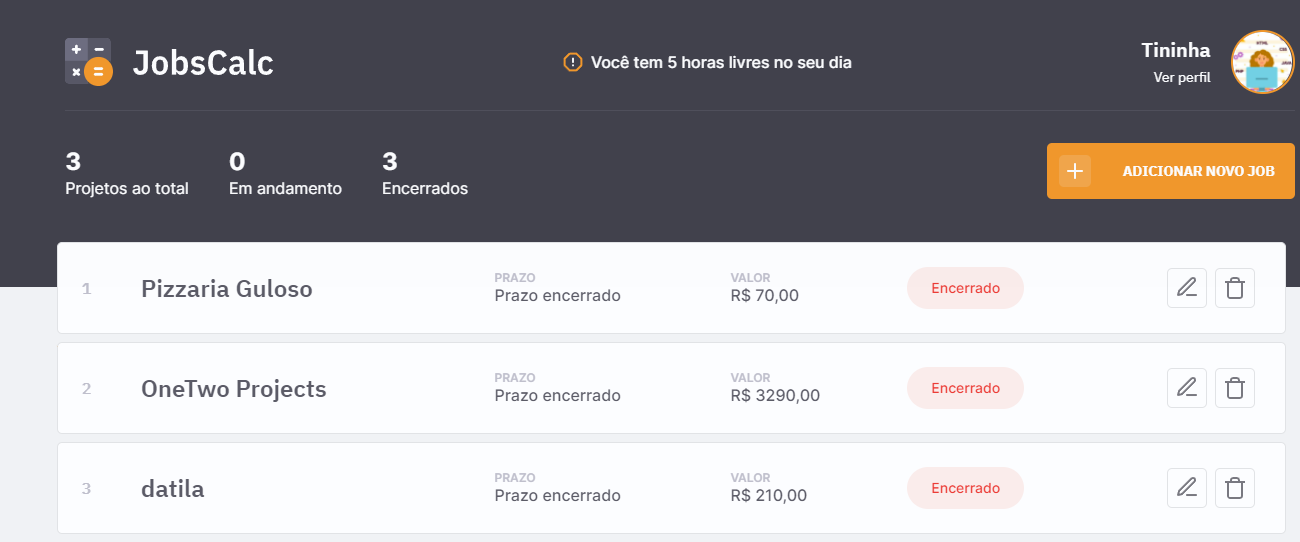 JobsCalc
Você tem 5 horas livres no seu dia
Tininha
Ver perfil
3
Projetos ao total
0
Em andamento
3
Encerrados
ADICIONAR NOVO JOB
1
Pizzaria Guloso
PRAZO
Prazo encerrado
VALOR
R$ 70,00
Encerrado
2
OneTwo Projects
PRAZO
Prazo encerrado
VALOR
R$ 3290,00
Encerrado
3
datila
PRAZO
Prazo encerrado
VALOR
R$ 210,00
Encerrado